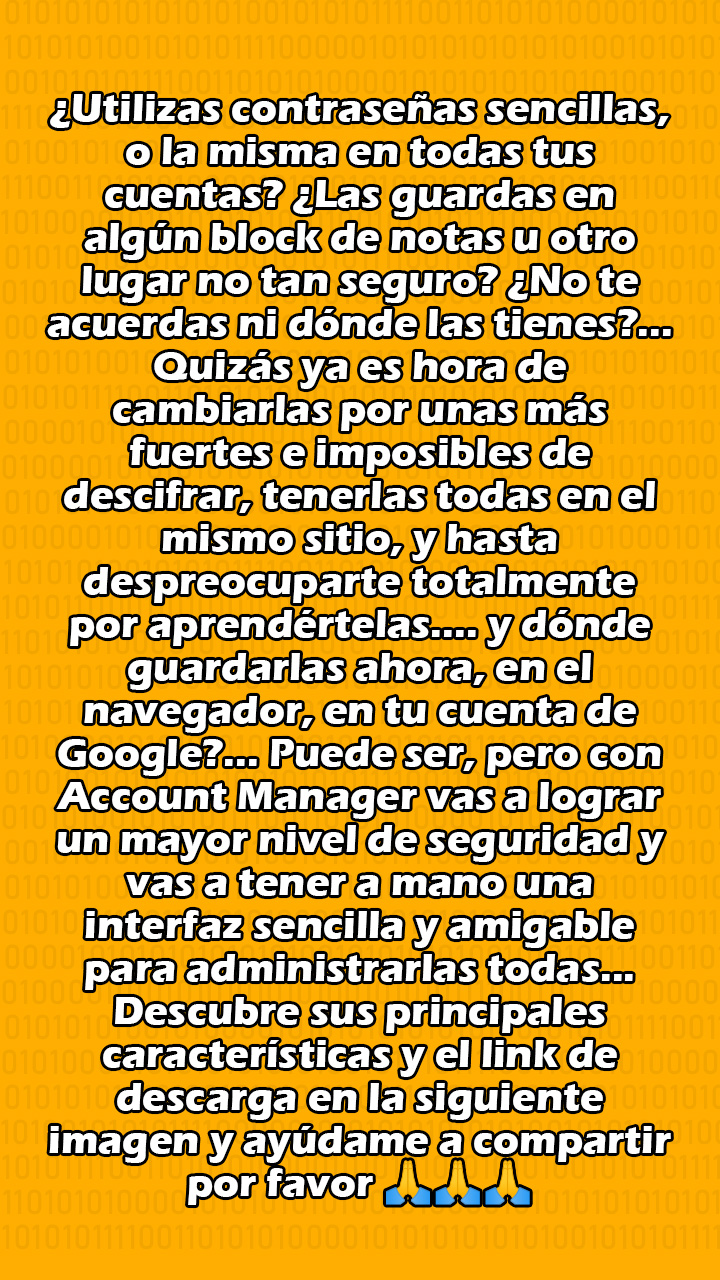 ¿Utilizas contraseñas sencillas,
o la misma en todas tus
cuentas? ¿Las guardas en
algún block de notas u otro
lugar no tan seguro? ¿No te
acuerdas ni dónde las tienes?...
Quizás ya es hora de
cambiarlas por unas más
fuertes e imposibles de
descifrar, tenerlas todas en el
mismo sitio, y hasta
despreocuparte totalmente
por aprendértelas.... y dónde
guardarlas ahora, en el
navegador, en tu cuenta de
Google?... Puede ser, pero con
Account Manager vas a lograr
un mayor nivel de seguridad y
vas a tener a mano una
interfaz sencilla y amigable
para administrarlas todas...
Descubre sus principales
características y el link de
descarga en la siguiente
imagen y ayúdame a compartir
por favor 🙏🙏🙏